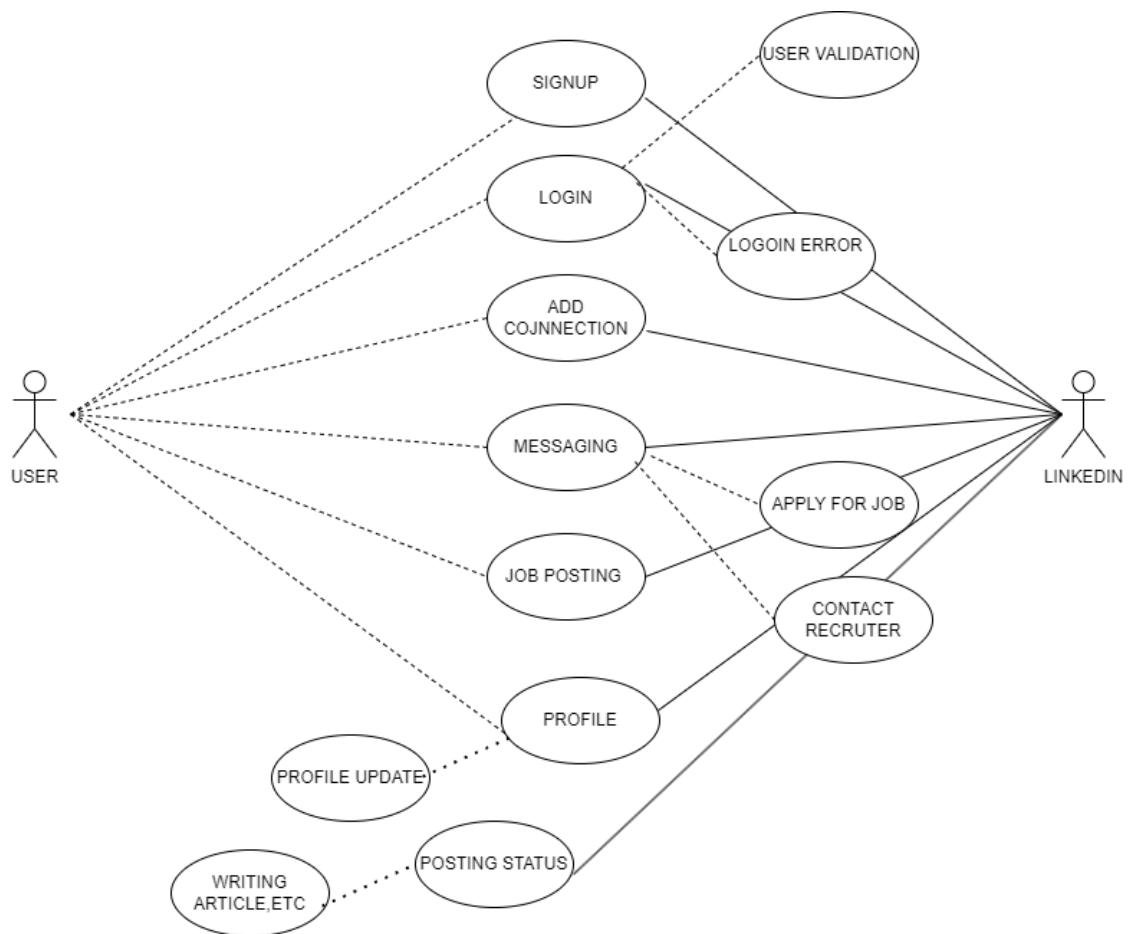 USER VALIDATION
SIGNUP
LOGIN
LOGOIN ERROR
ADD
COJNNECTION
MESSAGING
USER
LINKEDIN
APPLY FOR JOB
JOB POSTING
CONTACT
RECRUTER
PROFILE
PROFILE UPDATE
POSTING STATUS
WRITING
ARTICLE,ETC